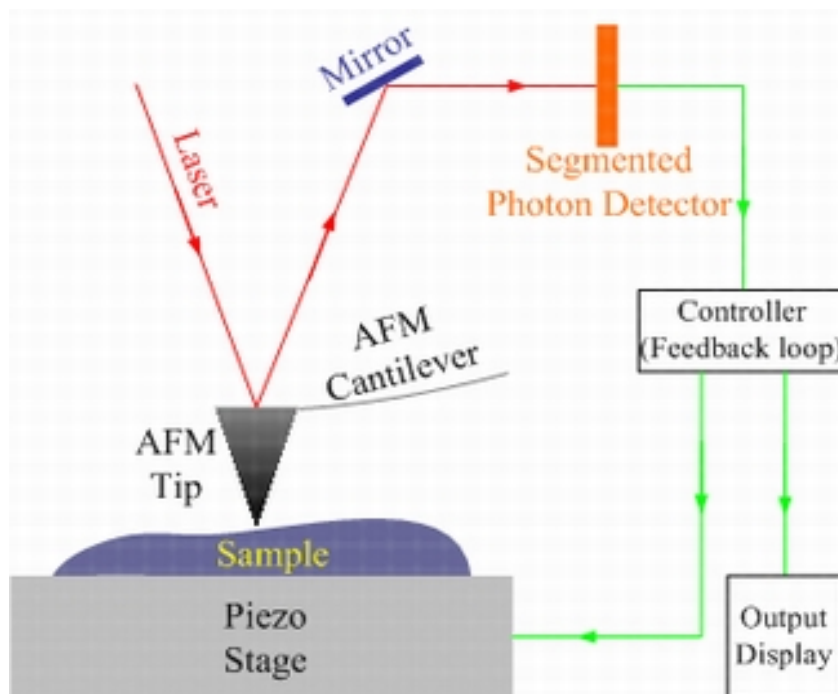 Mirror
Laser
Segmented
Photon Detector
Controller
(Feedback loop)
AFM
Cantilever
AFM
Tip
Sample
Piezo
Stage
Output
Display